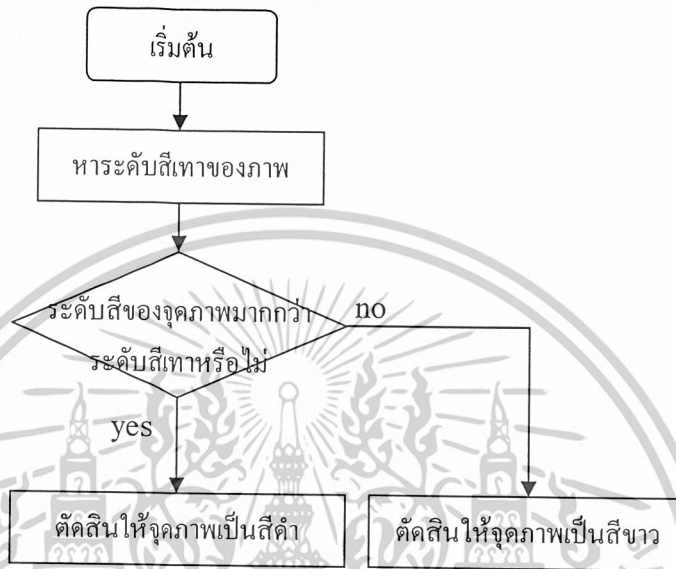 เริ่มต้น
หาระดับสีเทาของภาพ
ระดับสีของจุดภาพมากกว่า
ระดับสีเทาหรือไม่
no
yes
ตัดสินให้จุดภาพเป็นสีดำ
ตัดสินให้จุดภาพเป็นสีขาว